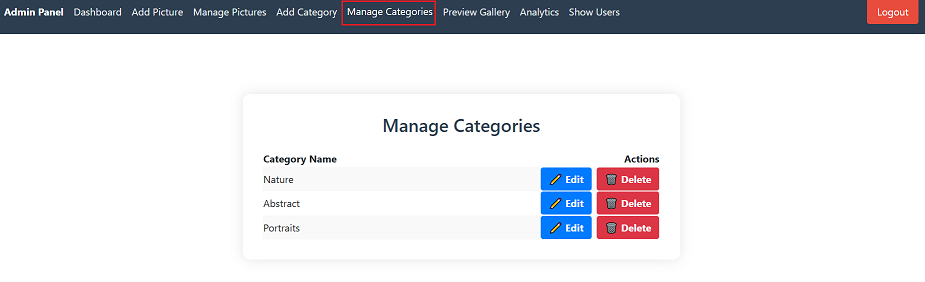 Admin Panel Dashboard Add Picture Manage Pictures Add Category Manage Categories Preview Gallery Analytics Show Users Logout
Manage Categories
Category Name Actions
Nature Edit Delete
Abstract Edit Delete
Portraits Edit Delete